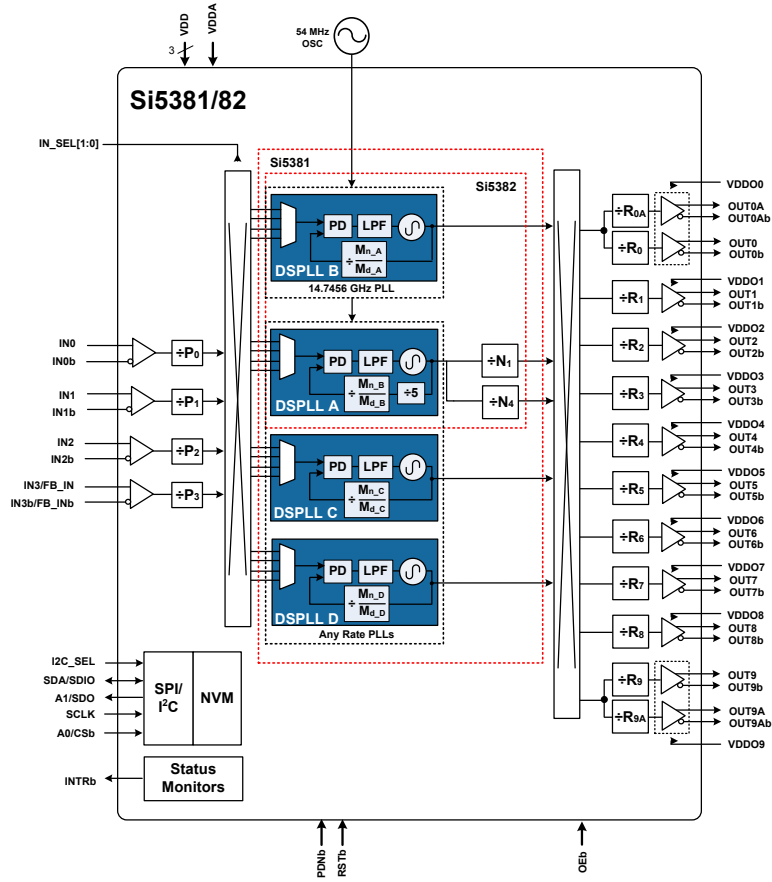 VDD
VDDA
3
54 MHz
OSC
Si5381/82
IN_SEL[1:0]
Si5381
Si5382
PD
LPF
÷ Mn_A
Md_A
DSPLL B
14.7456 GHz PLL
PD
LPF
÷ Mn_B
Md_B
÷5
DSPLL A
÷N1
÷N4
PD
LPF
÷ Mn_C
Md_C
DSPLL C
PD
LPF
÷ Mn_D
Md_D
DSPLL D
Any Rate PLLs
IN0
IN0b
÷P0
IN1
IN1b
÷P1
IN2
IN2b
÷P2
IN3/FB_IN
IN3b/FB_INb
÷P3
÷R0A
VDDO0
OUT0A
OUT0Ab
÷R0
OUT0
OUT0b
÷R1
VDDO1
OUT1
OUT1b
÷R2
VDDO2
OUT2
OUT2b
÷R3
VDDO3
OUT3
OUT3b
÷R4
VDDO4
OUT4
OUT4b
÷R5
VDDO5
OUT5
OUT5b
÷R6
VDDO6
OUT6
OUT6b
÷R7
VDDO7
OUT7
OUT7b
÷R8
VDDO8
OUT8
OUT8b
÷R9
OUT9
OUT9b
÷R9A
OUT9A
OUT9Ab
VDDO9
I2C_SEL
SDA/SDIO
A1/SDO
SCLK
A0/CSb
SPI/
I2C
NVM
INTRb
Status
Monitors
PDNb
RSTb
OEb